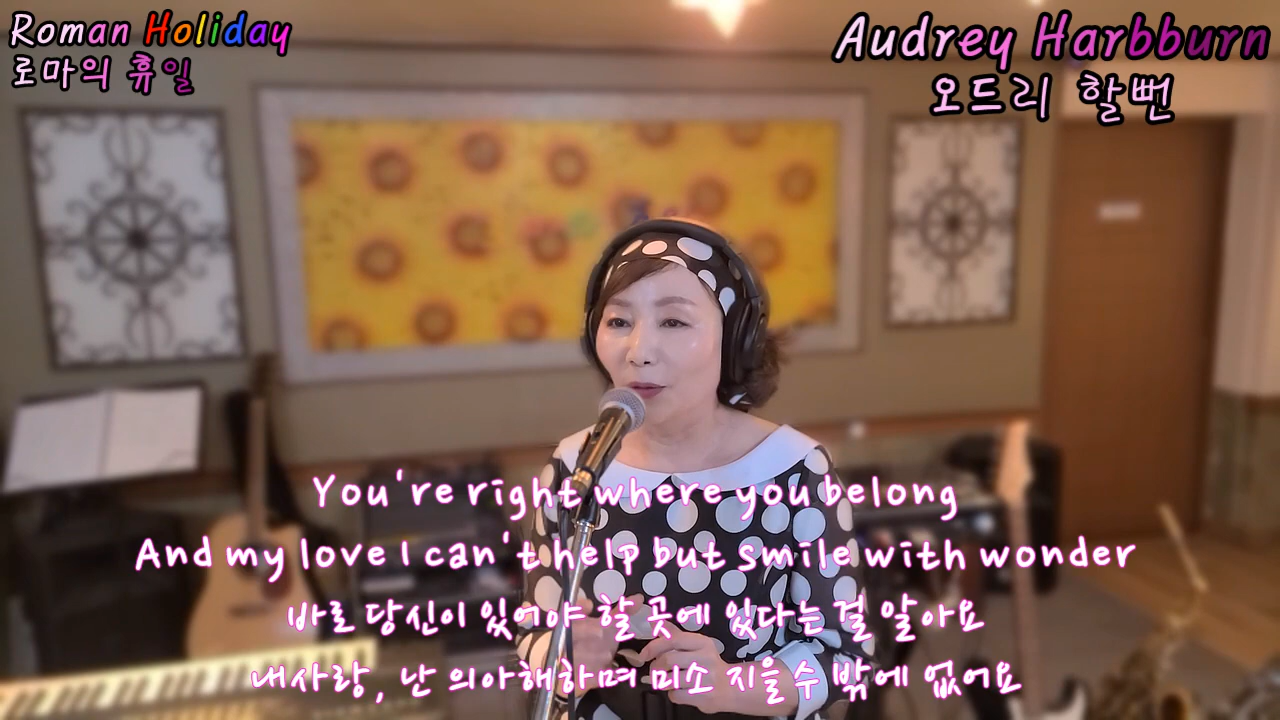 Roman Holiday
로마의 휴일
Audrey Harbburn
오드리 할뻔
You're right where you belong
And my love I can't help but smile with wonder
바로 당신이 있어야 할 곳에 있다는 걸 알아요
내사랑, 난 의아해하며 미소 지을 수 밖에 없어요